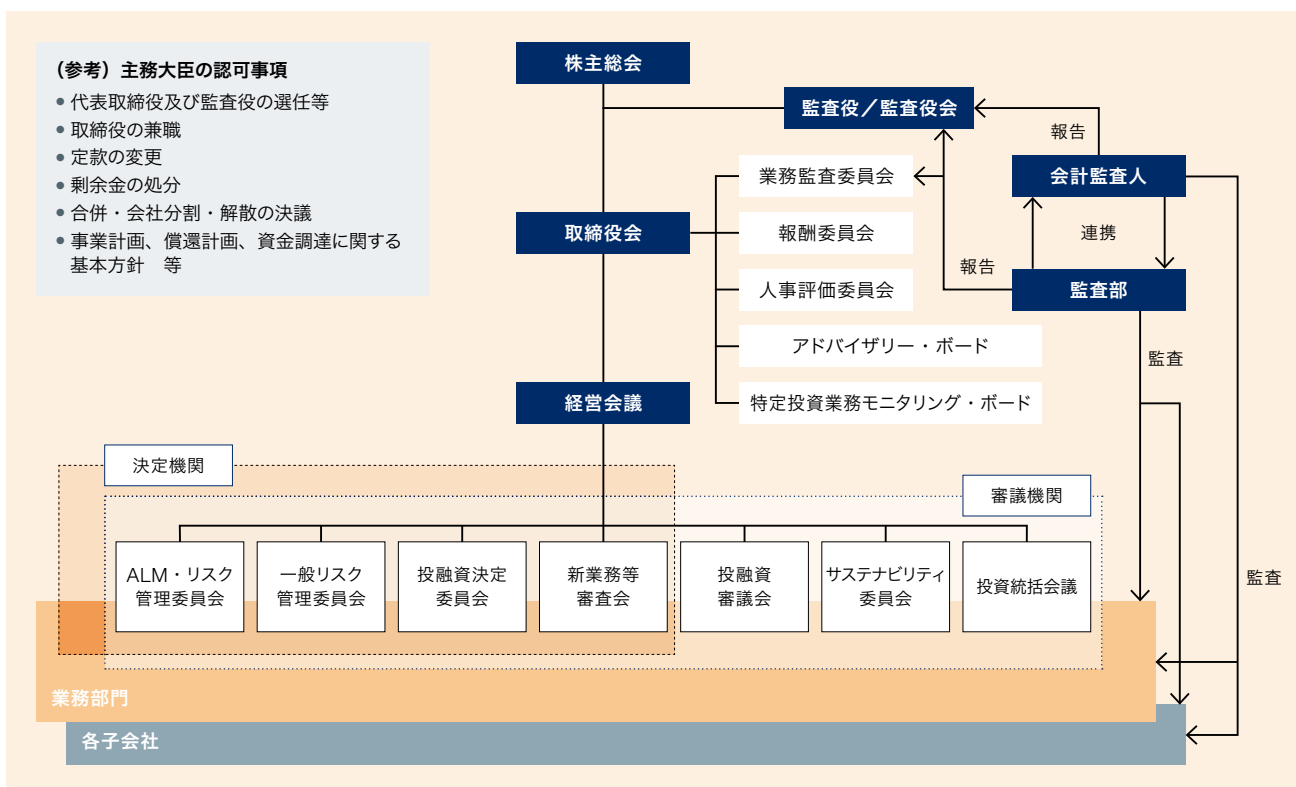 (参考)主務大臣の認可事項
• 代表取締役及び監査役の選任等
• 取締役の兼職
• 定款の変更
• 剰余金の処分
• 合併・会社分割・解散の決議
• 事業計画、償還計画、資金調達に関する
基本方針 等
株主総会
監査役／監査役会
報告
業務監査委員会
会計監査人
取締役会
報酬委員会
連携
報告
人事評価委員会
監査部
アドバイザリー・ボード
監査
経営会議
特定投資業務モニタリング・ボード
決定機関
審議機関
ALM・リスク
管理委員会
一般リスク
管理委員会
投融資決定
委員会
新業務等
審査会
投融資
審議会
サステナビリティ
委員会
投資統括会議
監査
業務部門
各子会社